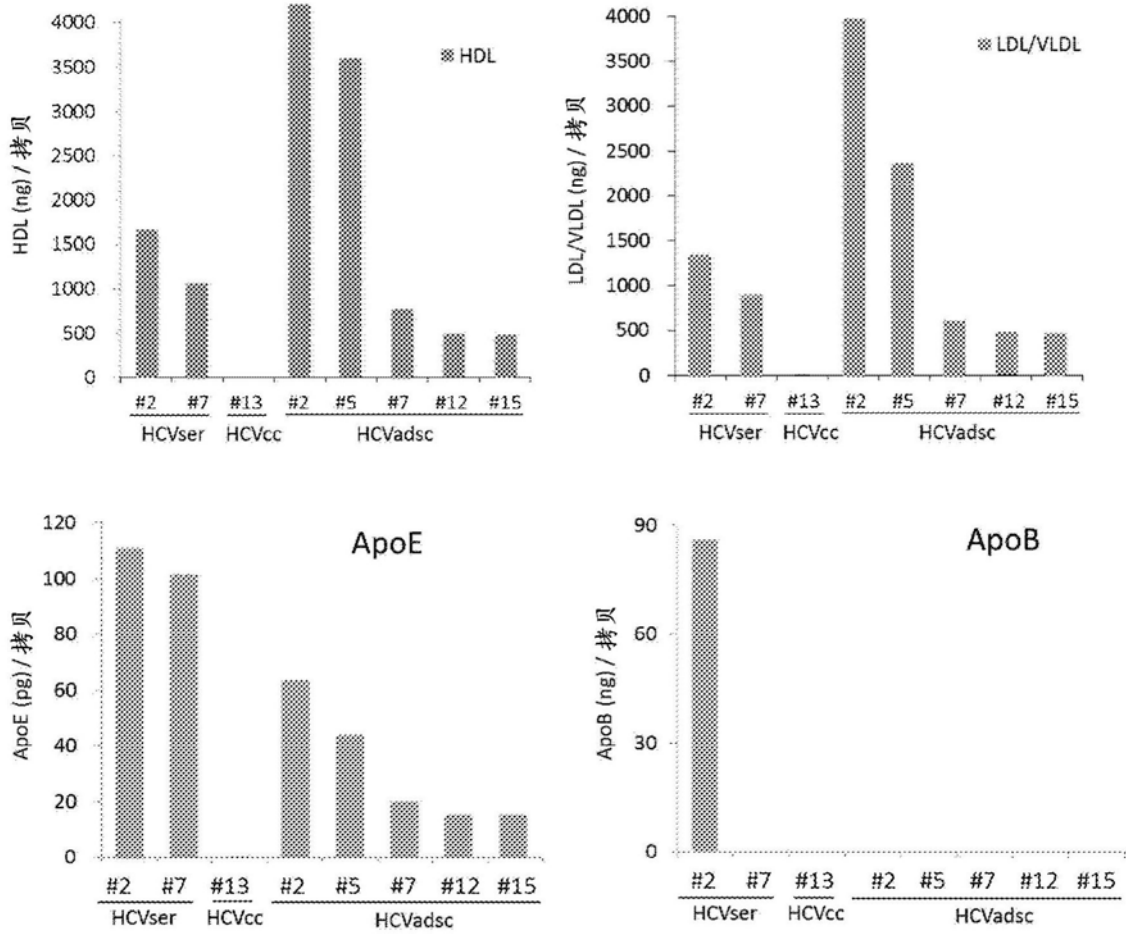 HDL (ng) / 拷贝
4000
3500
3000
2500
2000
1500
1000
500
0
HDL
#2 #7 #13 #2 #5 #7 #12 #15
HCVser HCVcc HCVadsc
LDL/VLDL (ng) / 拷贝
4000
3500
3000
2500
2000
1500
1000
500
0
LDL/VLDL
#2 #7 #13 #2 #5 #7 #12 #15
HCVser HCVcc HCVadsc
ApoE (pg) / 拷贝
120
100
80
60
40
20
0
ApoE
#2 #7 #13 #2 #5 #7 #12 #15
HCVser HCVcc HCVadsc
ApoB (ng) / 拷贝
90
60
30
0
ApoB
#2 #7 #13 #2 #5 #7 #12 #15
HCVser HCVcc HCVadsc